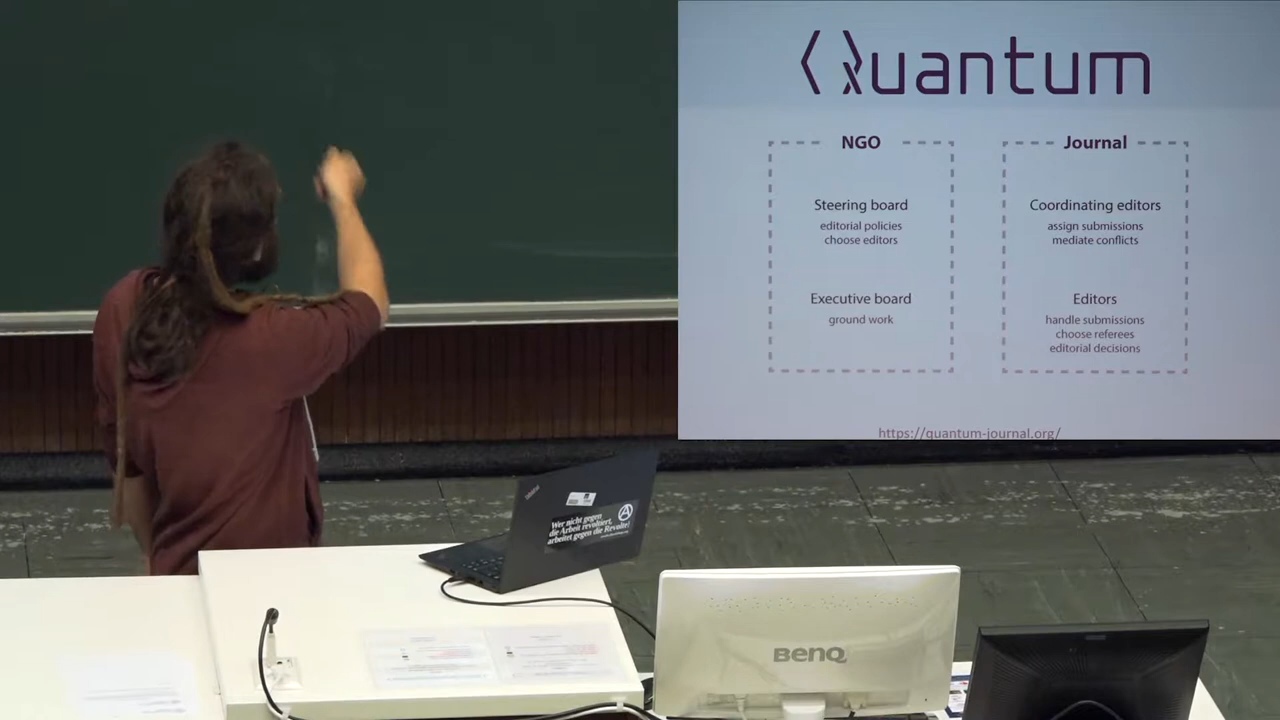 Quantum
NGO
Steering board
editorial policies
choose editors
Executive board
ground work
Journal
Coordinating editors
assign submissions
mediate conflicts
Editors
handle submissions
choose referees
editorial decisions
https://quantum-journal.org/
Wer nicht gegen
die Arbeit revoltiert,
arbeitet gegen die Revolte!
BenQ